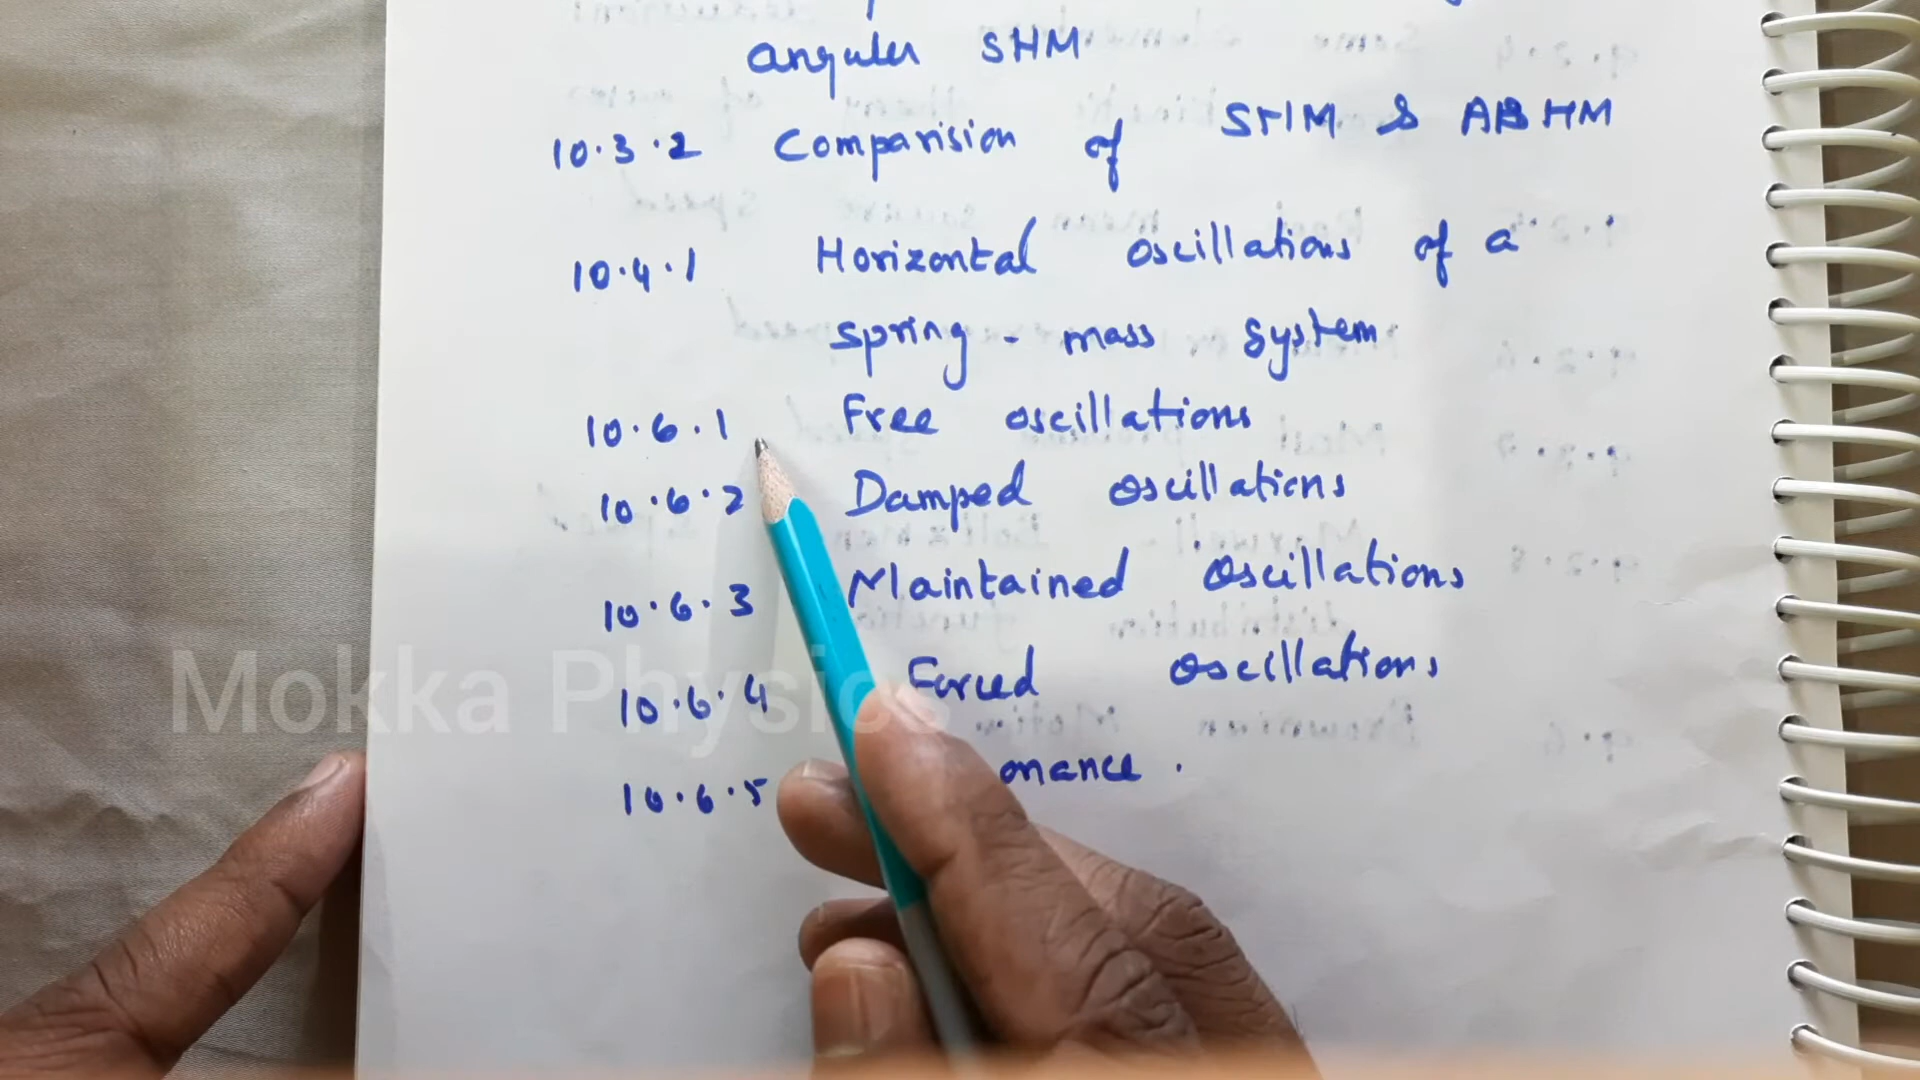 angular SHM
10.3.2 Comparision of SHM & ASHM
10.4.1 Horizontal oscillations of a
spring - mass system
10.6.1 Free oscillations
10.6.2 Damped oscillations
10.6.3 Maintained oscillations
10.6.4 Forced oscillations
10.6.5 onance.
Mokka Physics